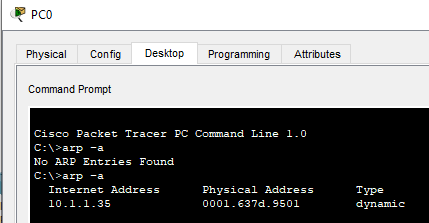 PC0
Physical Config Desktop Programming Attributes
Command Prompt
Cisco Packet Tracer PC Command Line 1.0
C:\>arp -a
No ARP Entries Found
C:\>arp -a
Internet Address Physical Address Type
10.1.1.35 0001.637d.9501 dynamic